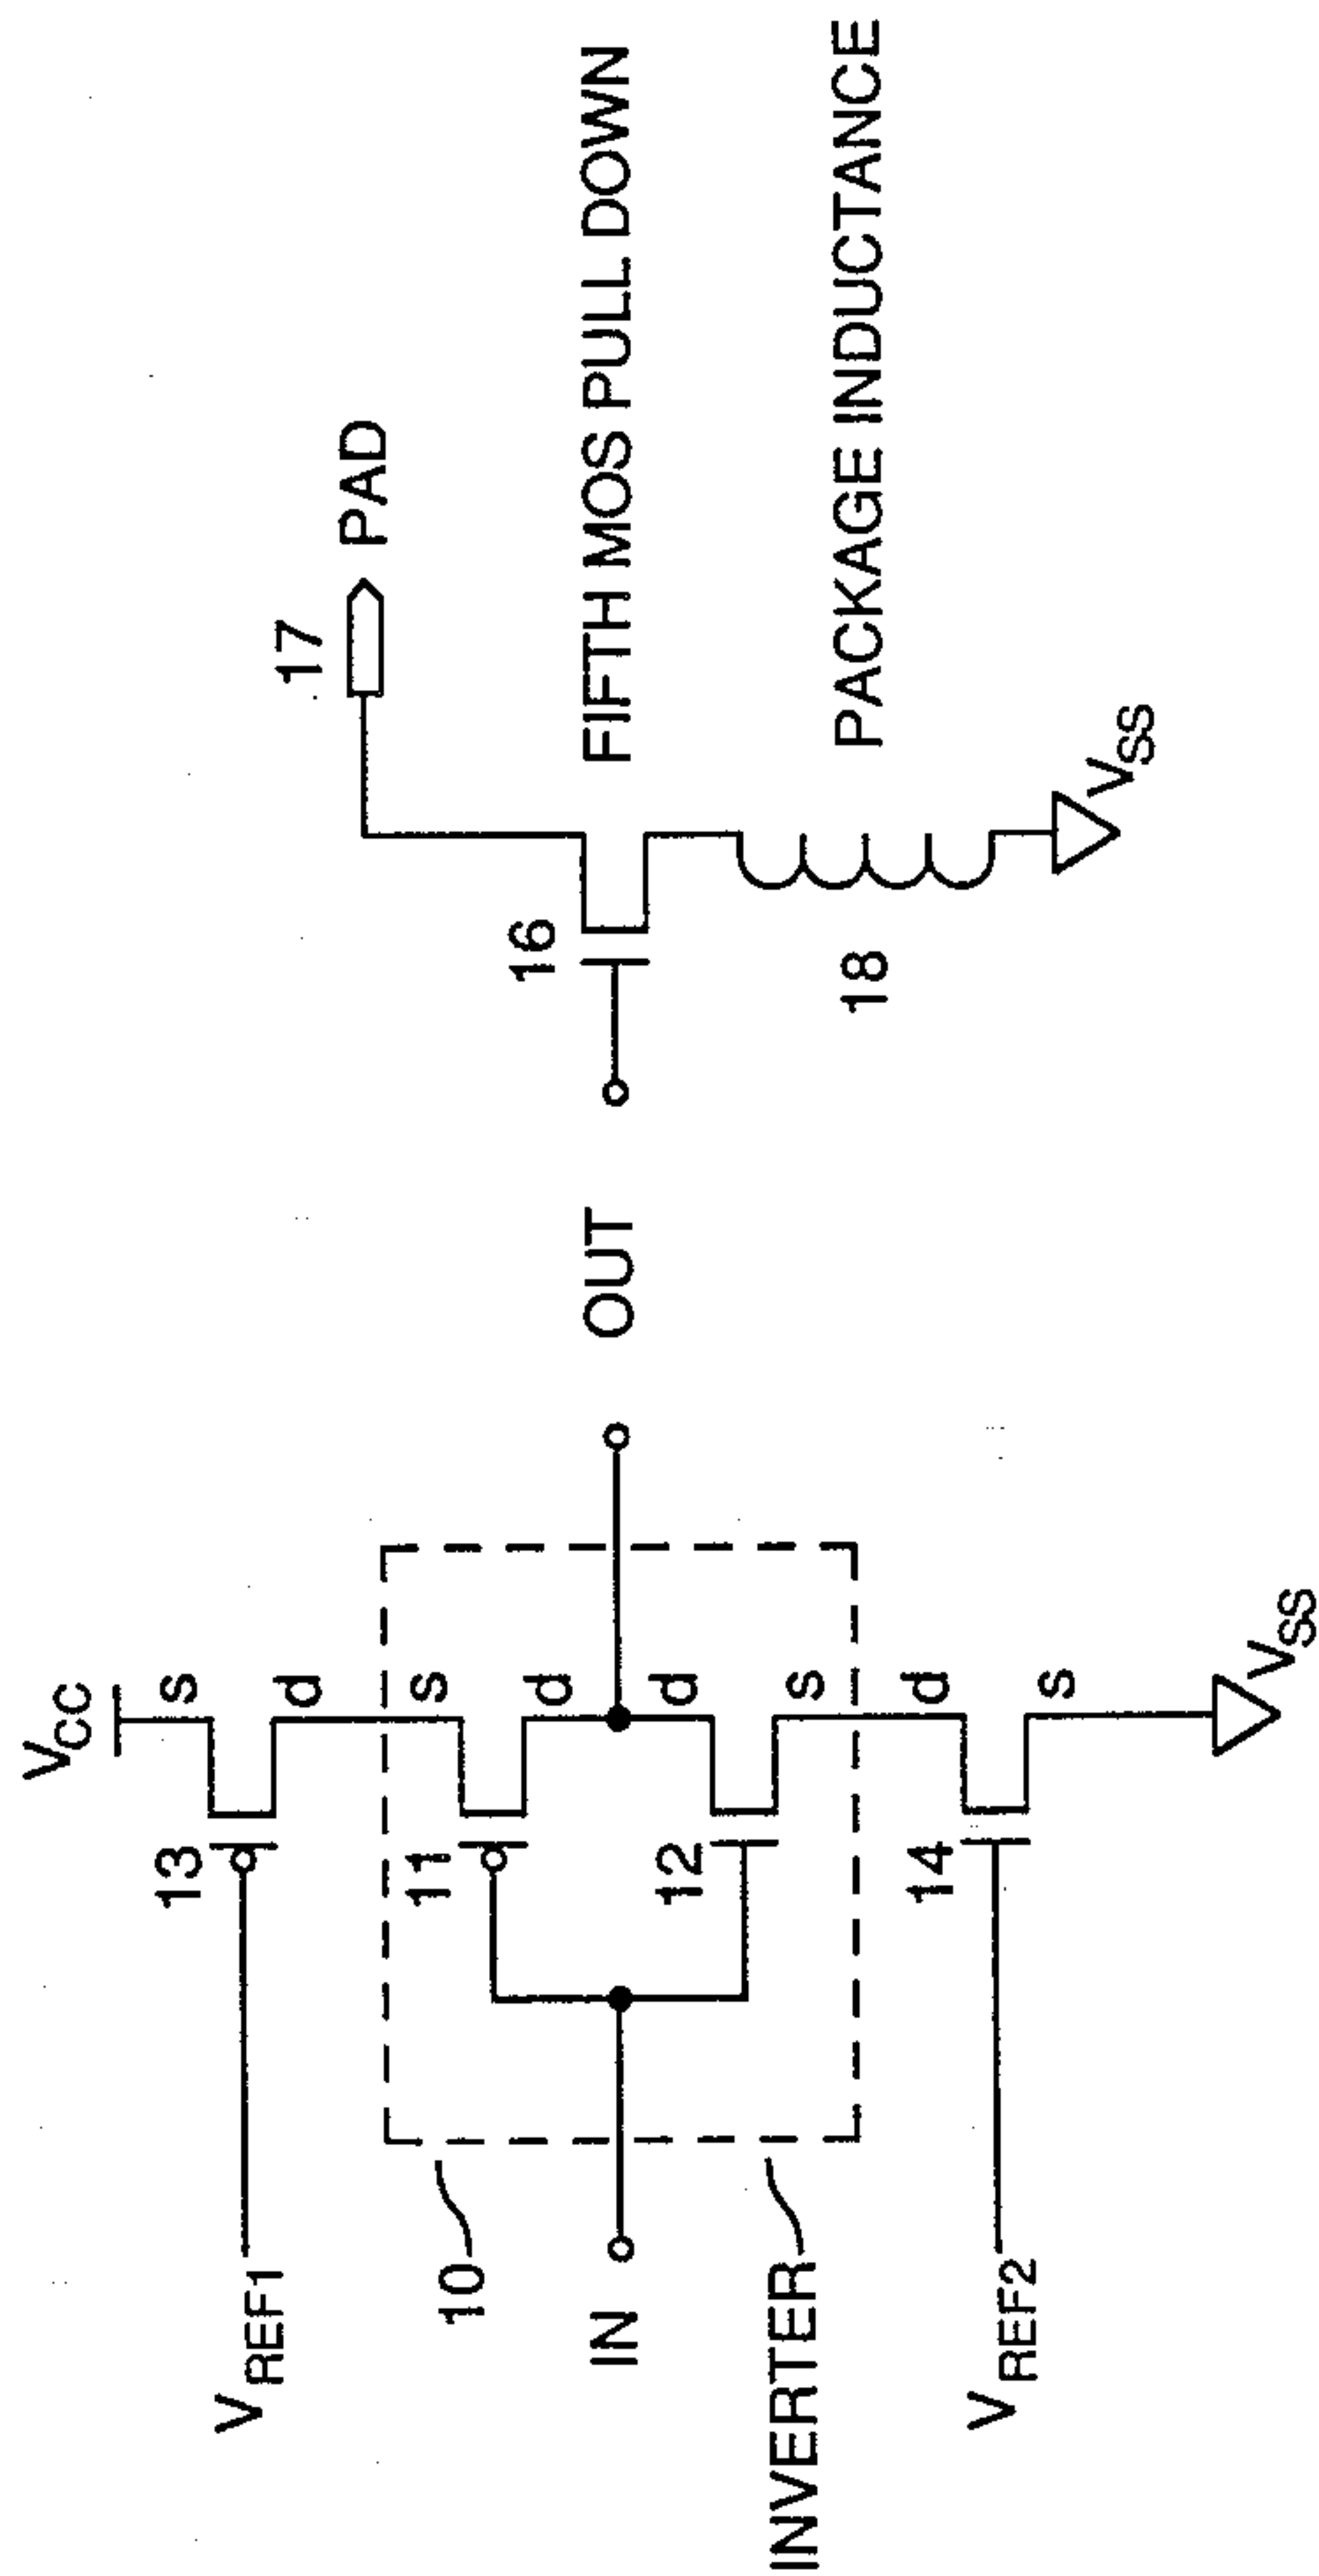 VCC
s
13
d
VREF1
s
11
10
d
IN
OUT
d
12
s
INVERTER
d
14
VREF2
s
VSS
17
PAD
16
FIFTH MOS PULL DOWN
18
PACKAGE INDUCTANCE
VSS